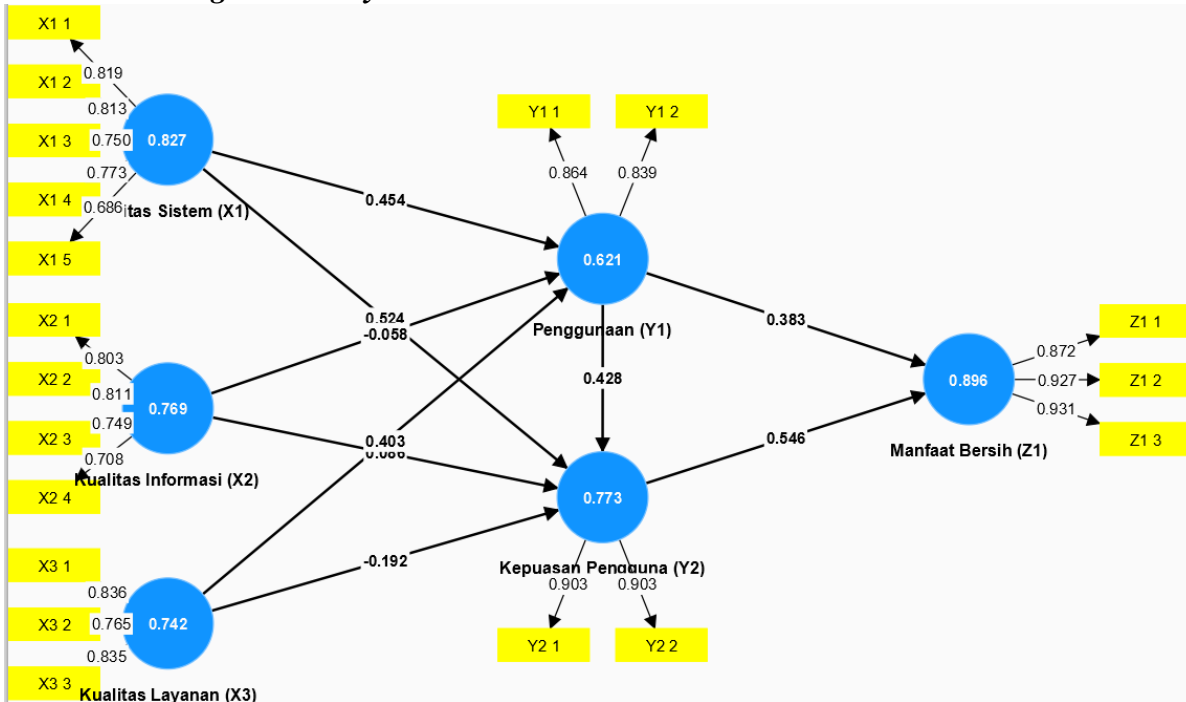 X1 1
0.819
X1 2
0.813
X1 3
0.750
0.827
0.773
X1 4
0.686
itas Sistem (X1)
X1 5
X2 1
0.803
X2 2
0.811
0.769
0.749
X2 3
0.708
Kualitas Informasi (X2)
X2 4
X3 1
0.836
X3 2
0.765
0.742
0.835
X3 3
Kualitas Layanan (X3)
0.454
0.524
-0.058
0.403
-0.192
Y1 1
Y1 2
0.864
0.839
0.621
Penggunaan (Y1)
0.428
0.773
Kepuasan Pengguna (Y2)
0.903
0.903
Y2 1
Y2 2
0.383
0.546
0.896
Manfaat Bersih (Z1)
0.872
0.927
0.931
Z1 1
Z1 2
Z1 3